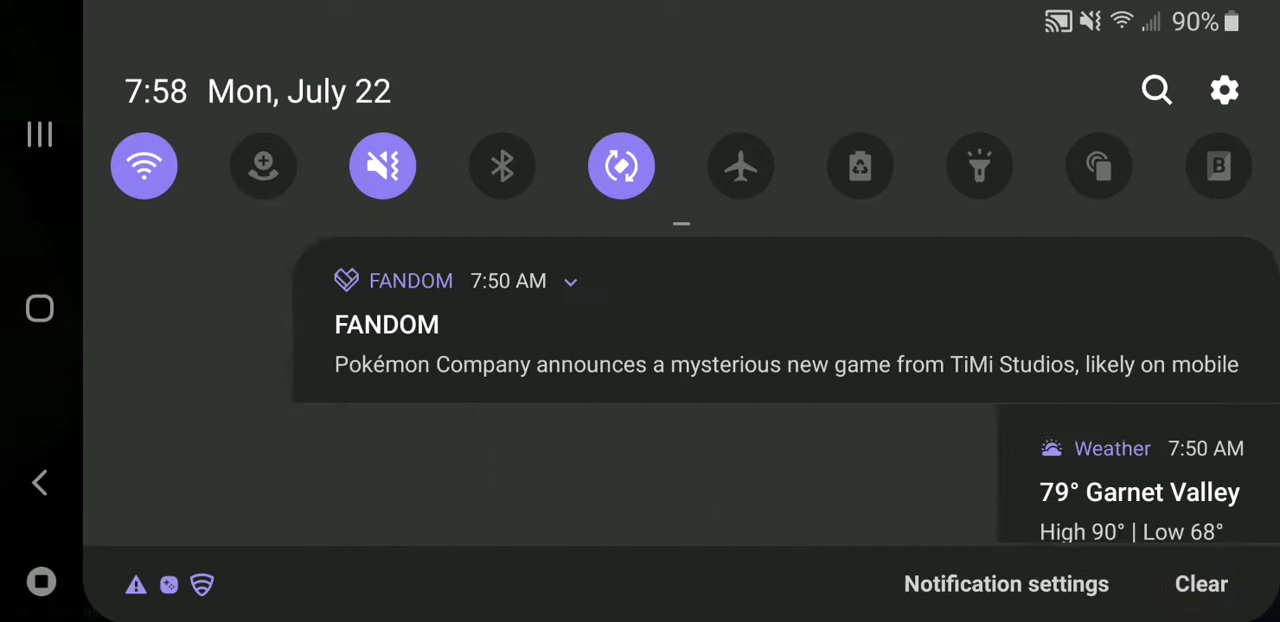 90%
7:58 Mon, July 22
B
FANDOM 7:50 AM
FANDOM
Pokémon Company announces a mysterious new game from TiMi Studios, likely on mobile
Weather 7:50 AM
79° Garnet Valley
High 90° | Low 68°
Notification settings Clear